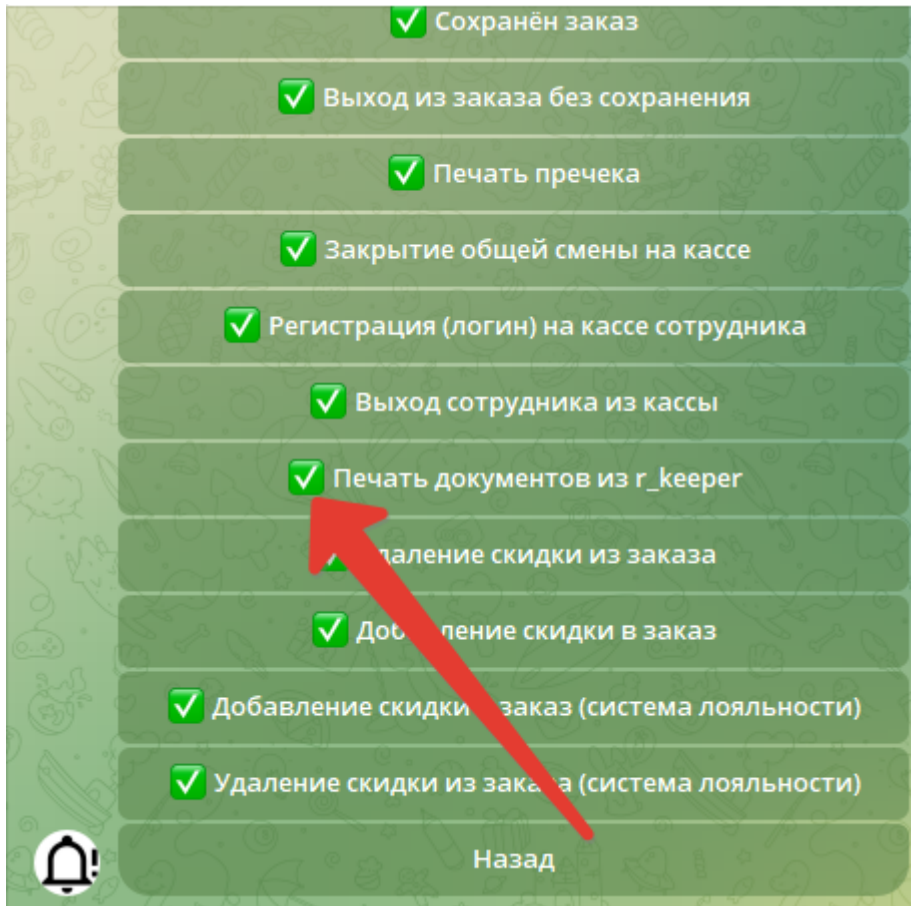 Сохранён заказ
Выход из заказа без сохранения
Печать пречека
Закрытие общей смены на кассе
Регистрация (логин) на кассе сотрудника
Выход сотрудника из кассы
Печать документов из r_keeper
скидки из заказа
скидки в заказ
Добавление скидки заказ (система лояльности)
Удаление скидки из заказа (система лояльности)
Назад